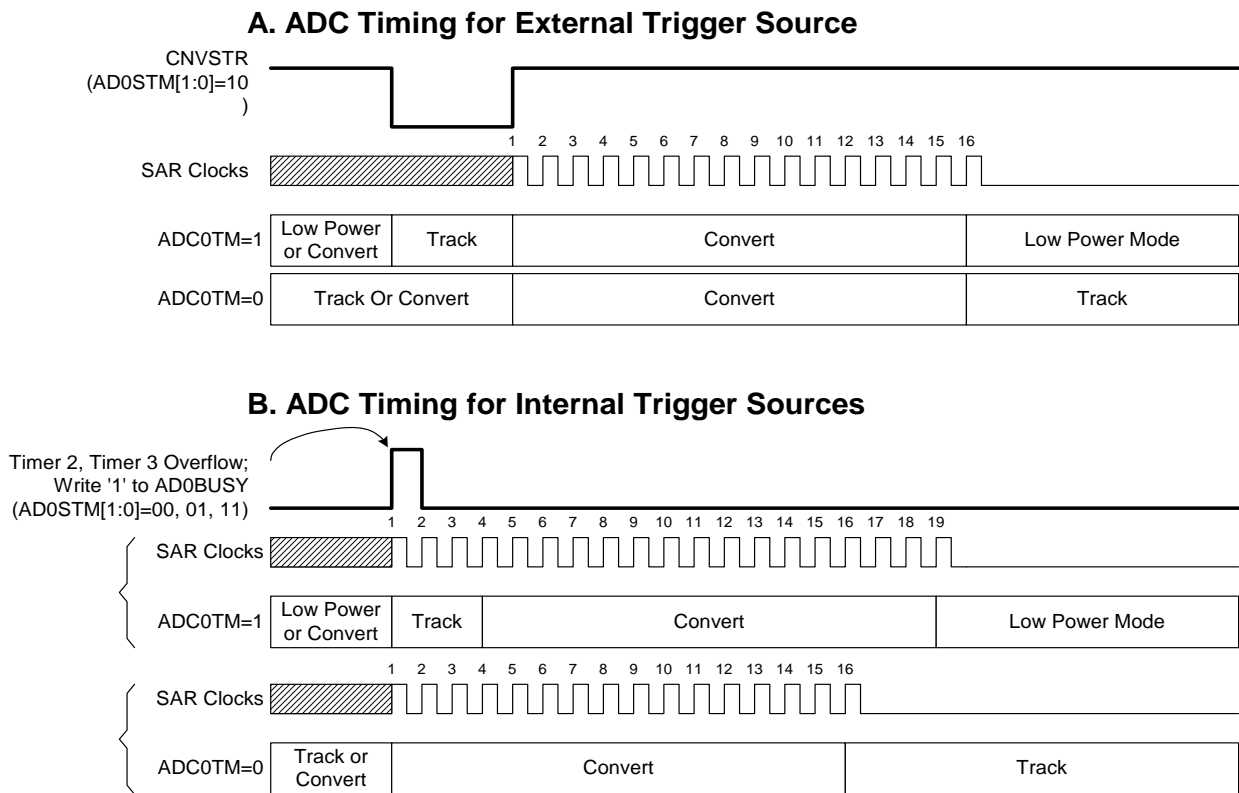 A. ADC Timing for External Trigger Source
CNVSTR
(AD0STM[1:0]=10
)
1 2 3 4 5 6 7 8 9 10 11 12 13 14 15 16
SAR Clocks
ADC0TM=1
Low Power
or Convert
Track
Convert
Low Power Mode
ADC0TM=0
Track Or Convert
Convert
Track
B. ADC Timing for Internal Trigger Sources
Timer 2, Timer 3 Overflow;
Write '1' to AD0BUSY
(AD0STM[1:0]=00, 01, 11)
1 2 3 4 5 6 7 8 9 10 11 12 13 14 15 16 17 18 19
SAR Clocks
ADC0TM=1
Low Power
or Convert
Track
Convert
Low Power Mode
1 2 3 4 5 6 7 8 9 10 11 12 13 14 15 16
SAR Clocks
ADC0TM=0
Track or
Convert
Convert
Track